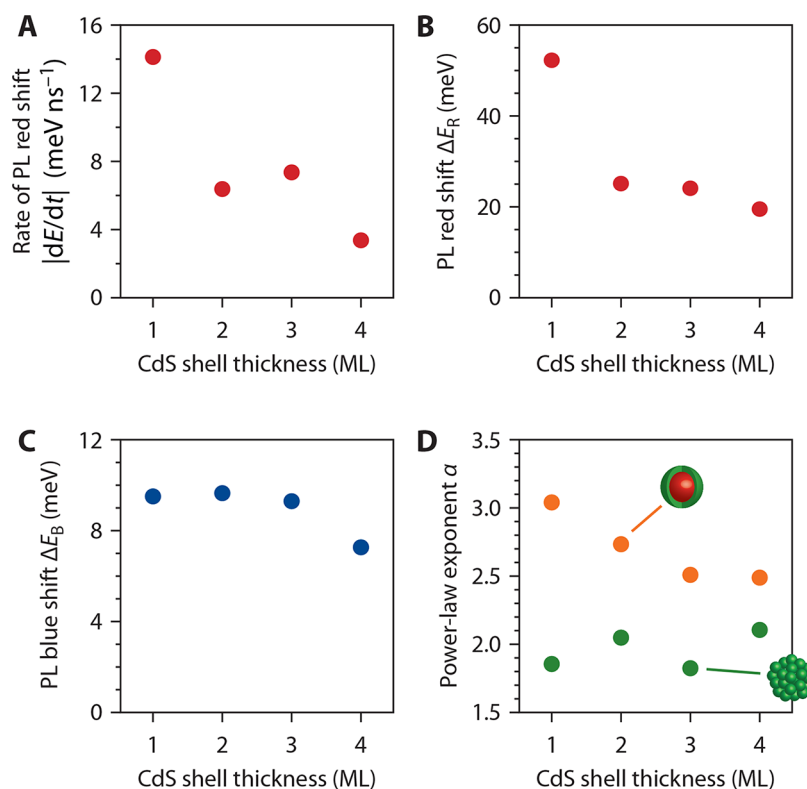 A
Rate of PL red shift
|dE/dt| (meV ns⁻¹)
16
12
8
4
0
1 2 3 4
CdS shell thickness (ML)
B
PL red shift ΔE_R (meV)
60
40
20
0
1 2 3 4
CdS shell thickness (ML)
C
PL blue shift ΔE_B (meV)
12
8
4
0
1 2 3 4
CdS shell thickness (ML)
D
Power-law exponent α
3.5
3.0
2.5
2.0
1.5
1 2 3 4
CdS shell thickness (ML)